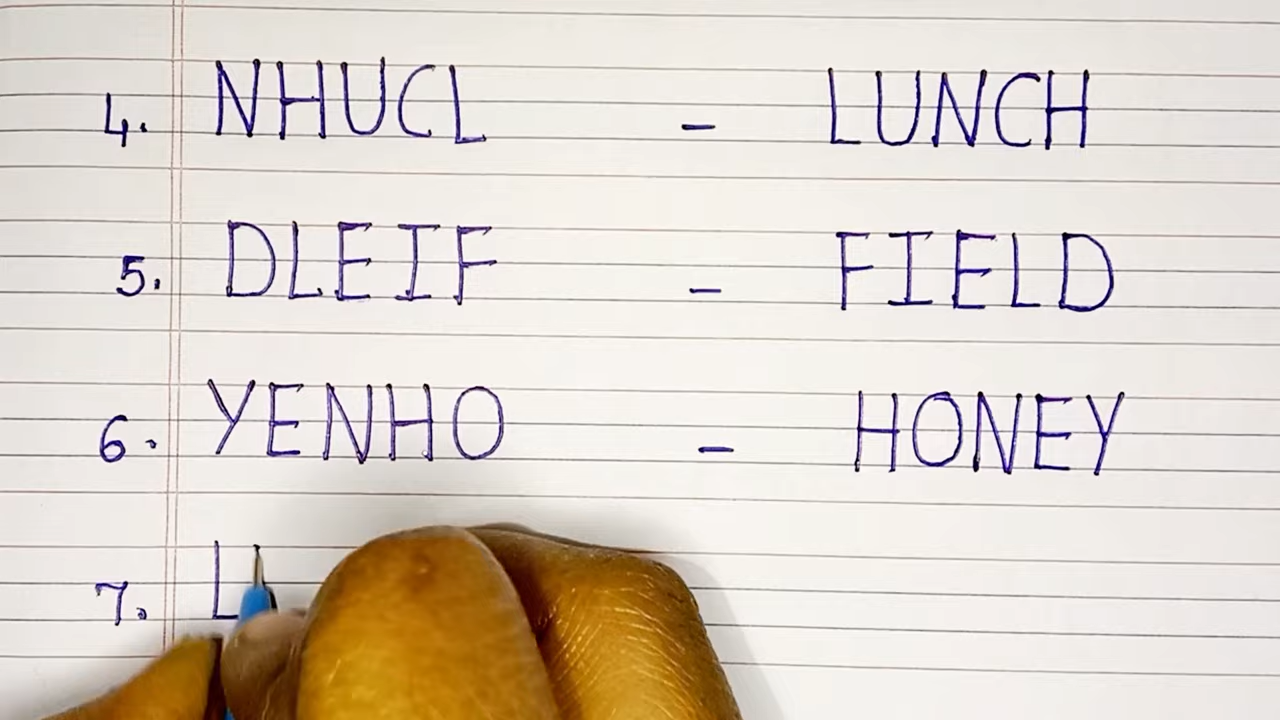 4. NHUCL - LUNCH
5. DLEIF - FIELD
6. YENHO - HONEY
7. L